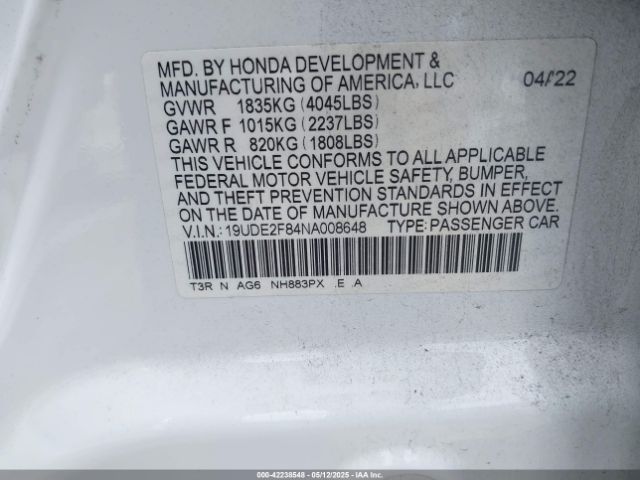 MFD. BY HONDA DEVELOPMENT &
MANUFACTURING OF AMERICA, LLC 04/22
GVWR 1835KG (4045LBS)
GAWR F 1015KG (2237LBS)
GAWR R 820KG (1808LBS)
THIS VEHICLE CONFORMS TO ALL APPLICABLE
FEDERAL MOTOR VEHICLE SAFETY, BUMPER,
AND THEFT PREVENTION STANDARDS IN EFFECT
ON THE DATE OF MANUFACTURE SHOWN ABOVE.
V.I.N.: 19UDE2F84NA008648 TYPE: PASSENGER CAR
T3R N AG6 NH883PX .E .A
000-42238548 - 05/12/2025 - IAAI.com